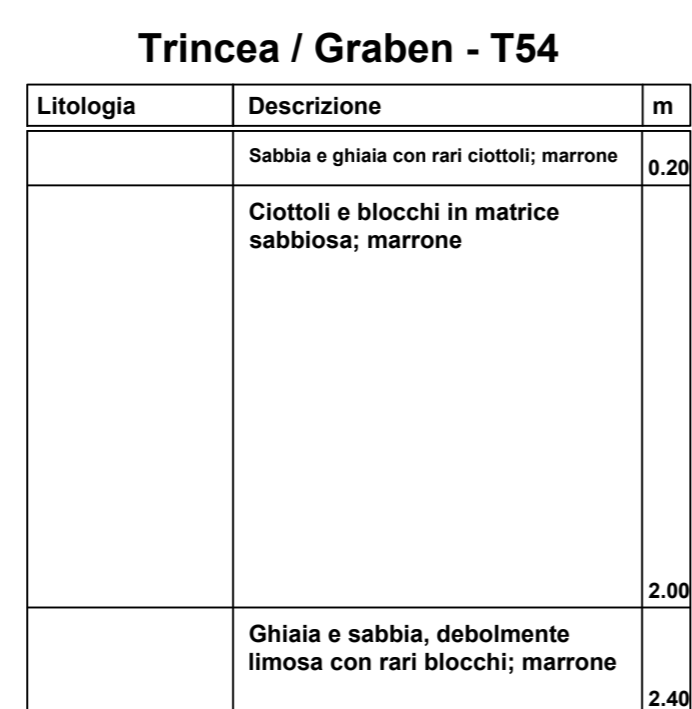 Trincea / Graben - T54
Litologia Descrizione m
Sabbia e ghiaia con rari ciottoli; marrone 0.20
Ciottoli e blocchi in matrice
sabbiosa; marrone
2.00
Ghiaia e sabbia, debolmente
limosa con rari blocchi; marrone
2.40